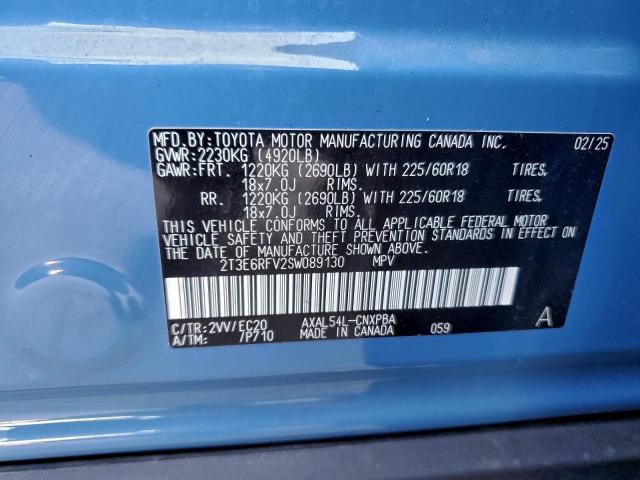 MFD.BY:TOYOTA MOTOR MANUFACTURING CANADA INC. 02/25
GVWR:2230KG (4920LB)
GAWR:FRT. 1220KG (2690LB) WITH 225/60R18 TIRES.
18x7.0J RIMS.
RR. 1220KG (2690LB) WITH 225/60R18 TIRES.
18x7.0J RIMS.
THIS VEHICLE CONFORMS TO ALL APPLICABLE FEDERAL MOTOR
VEHICLE SAFETY AND THEFT PREVENTION STANDARDS IN EFFECT ON
THE DATE OF MANUFACTURE SHOWN ABOVE.
2T3E6RFV2SW089130 MPV
C/TR:2VV/EC20 AXAL54L-CNXPBA 059 A
A/TM: /P710 MADE IN CANADA